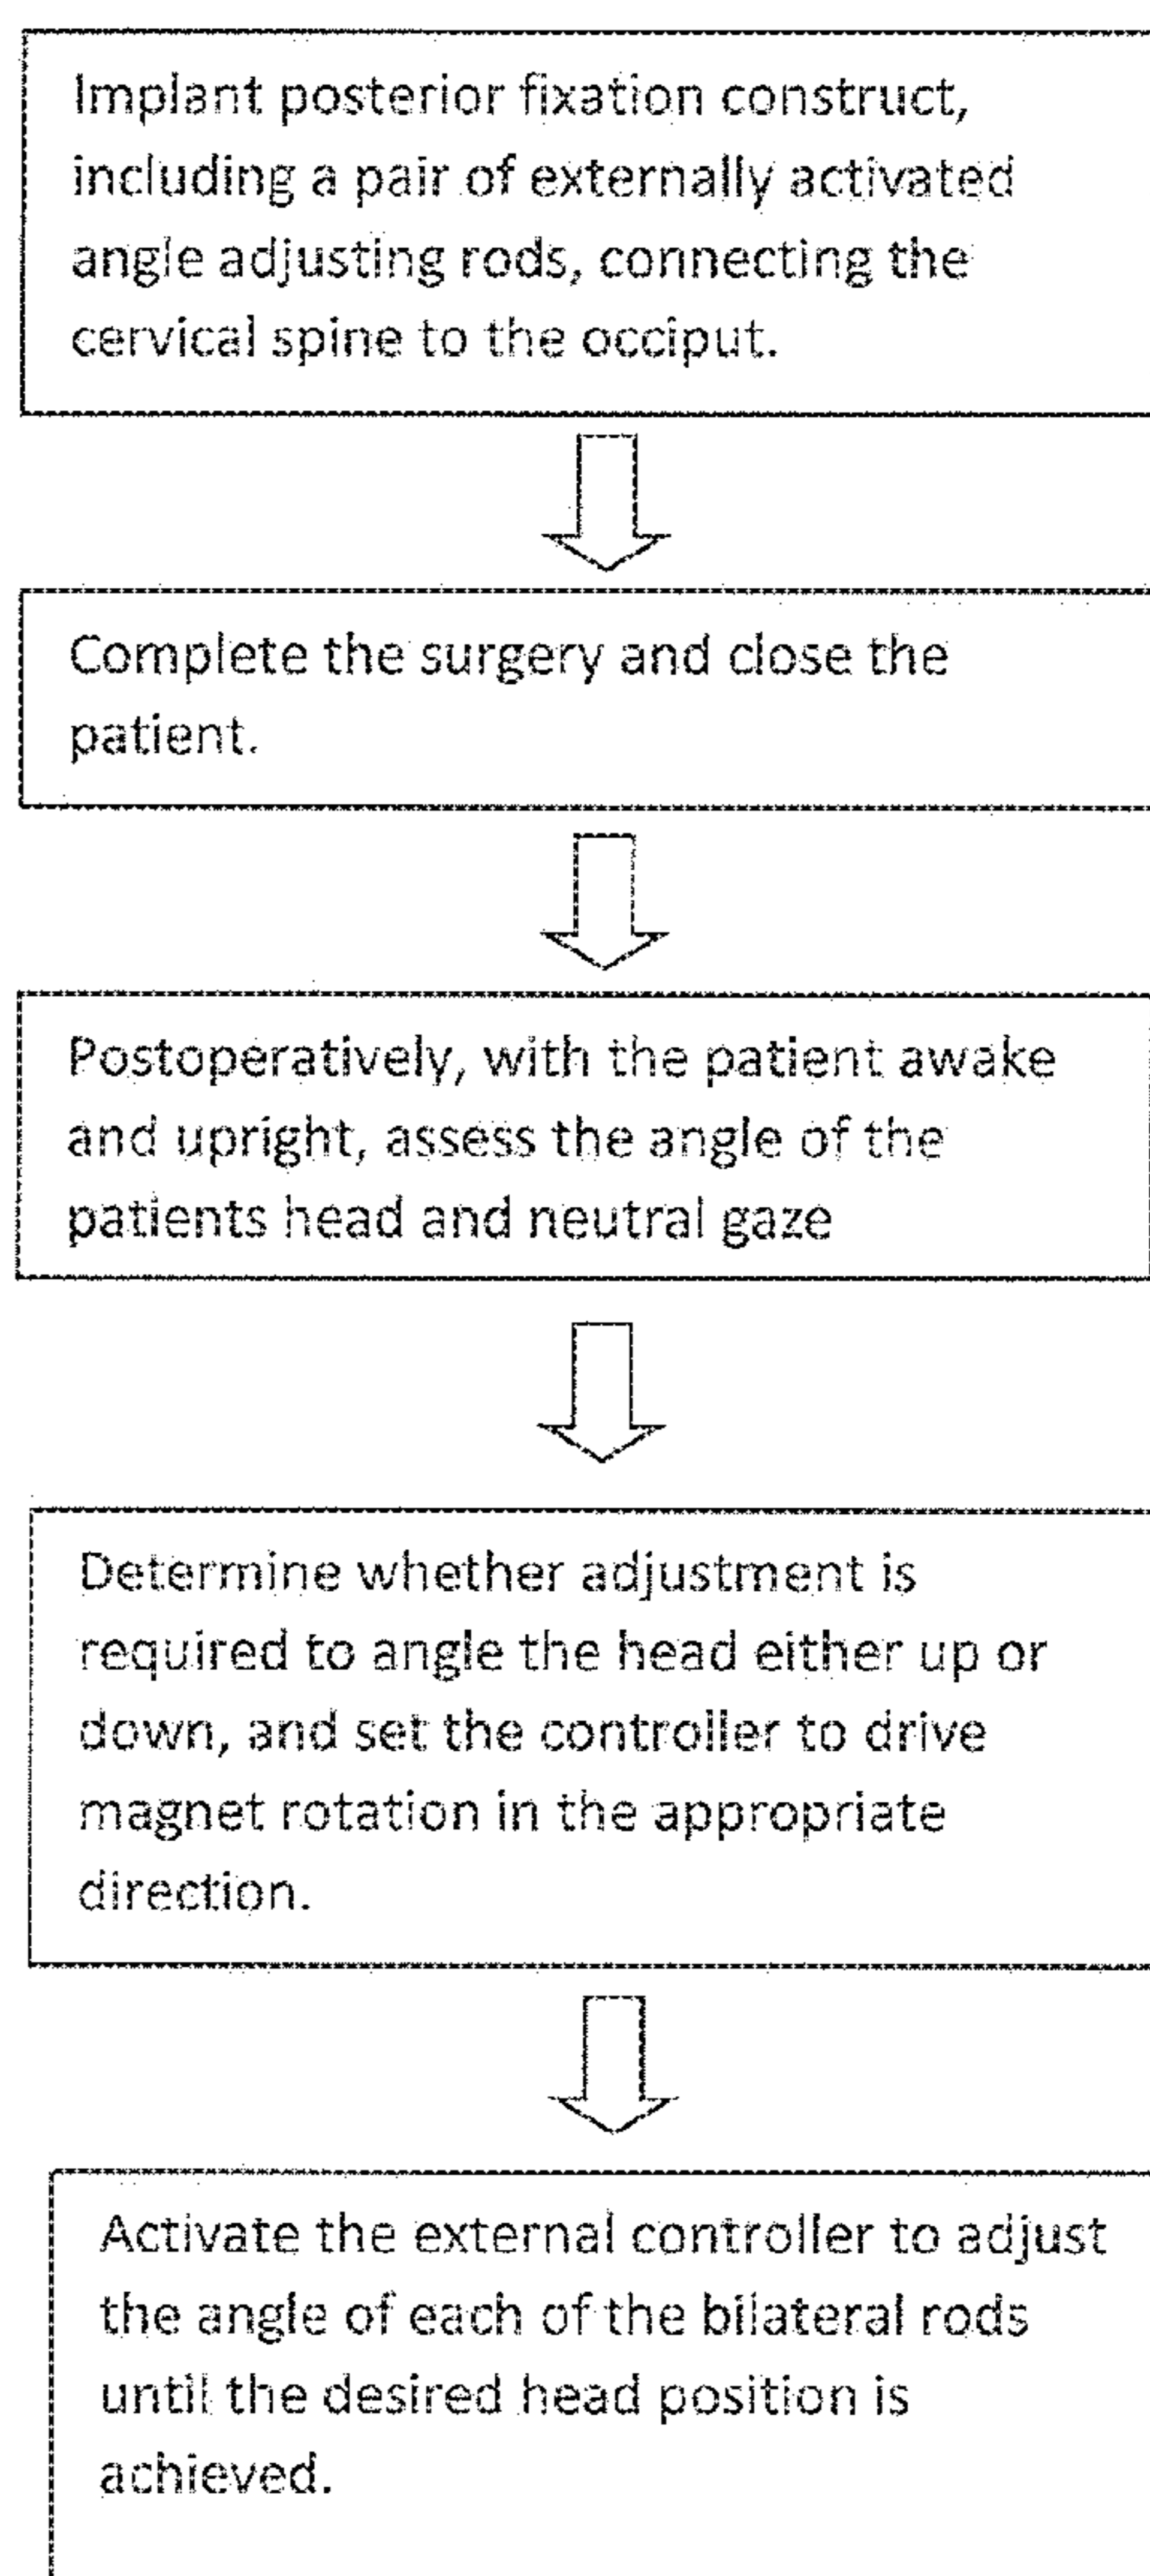 Implant posterior fixation construct,
including a pair of externally activated
angle adjusting rods, connecting the
cervical spine to the occiput.
Complete the surgery and close the
patient.
Postoperatively, with the patient awake
and upright, assess the angle of the
patients head and neutral gaze
Determine whether adjustment is
required to angle the head either up or
down, and set the controller to drive
magnet rotation in the appropriate
direction.
Activate the external controller to adjust
the angle of each of the bilateral rods
until the desired head position is
achieved.